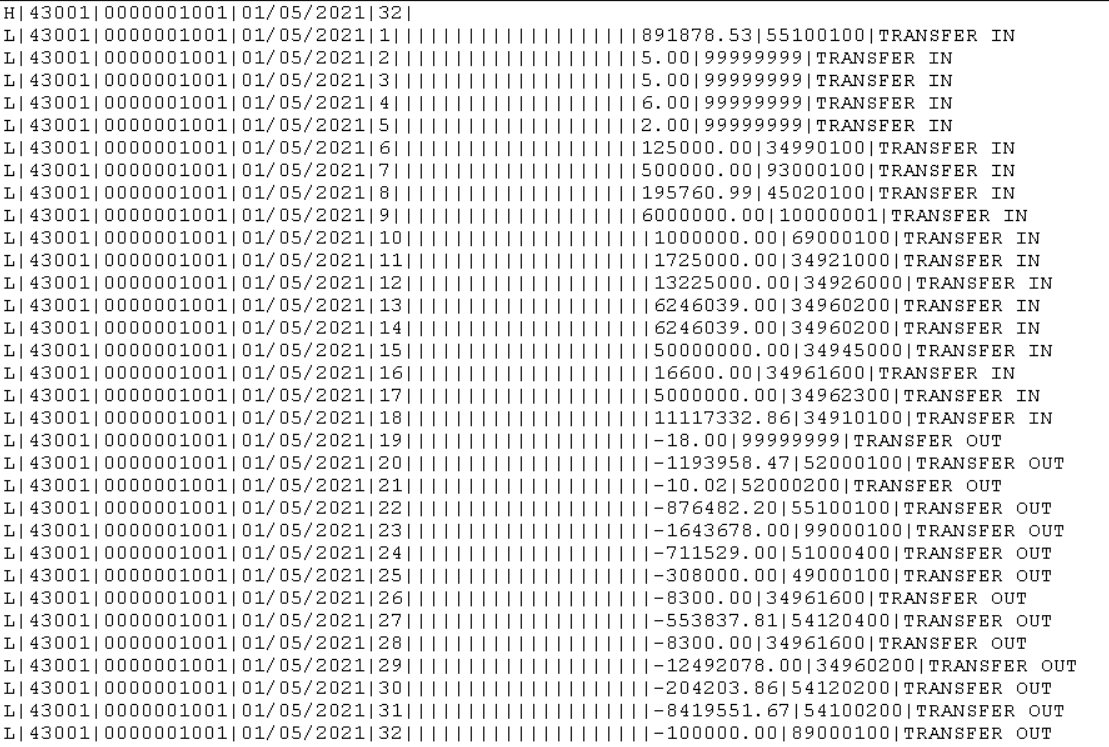 H|43001|0000001001|01/05/2021|32|
L|43001|0000001001|01/05/2021|1||||||||||||||||||||891878.53|55100100|TRANSFER IN
L|43001|0000001001|01/05/2021|2||||||||||||||||||||5.00|99999999|TRANSFER IN
L|43001|0000001001|01/05/2021|3||||||||||||||||||||5.00|99999999|TRANSFER IN
L|43001|0000001001|01/05/2021|4||||||||||||||||||||6.00|99999999|TRANSFER IN
L|43001|0000001001|01/05/2021|5||||||||||||||||||||2.00|99999999|TRANSFER IN
L|43001|0000001001|01/05/2021|6||||||||||||||||||||125000.00|34990100|TRANSFER IN
L|43001|0000001001|01/05/2021|7||||||||||||||||||||500000.00|93000100|TRANSFER IN
L|43001|0000001001|01/05/2021|8||||||||||||||||||||195760.99|45020100|TRANSFER IN
L|43001|0000001001|01/05/2021|9||||||||||||||||||||6000000.00|10000001|TRANSFER IN
L|43001|0000001001|01/05/2021|10||||||||||||||||||||1000000.00|69000100|TRANSFER IN
L|43001|0000001001|01/05/2021|11||||||||||||||||||||1725000.00|34921000|TRANSFER IN
L|43001|0000001001|01/05/2021|12||||||||||||||||||||13225000.00|34926000|TRANSFER IN
L|43001|0000001001|01/05/2021|13||||||||||||||||||||6246039.00|34960200|TRANSFER IN
L|43001|0000001001|01/05/2021|14||||||||||||||||||||6246039.00|34960200|TRANSFER IN
L|43001|0000001001|01/05/2021|15||||||||||||||||||||50000000.00|34945000|TRANSFER IN
L|43001|0000001001|01/05/2021|16||||||||||||||||||||16600.00|34961600|TRANSFER IN
L|43001|0000001001|01/05/2021|17||||||||||||||||||||5000000.00|34962300|TRANSFER IN
L|43001|0000001001|01/05/2021|18||||||||||||||||||||11117332.86|34910100|TRANSFER IN
L|43001|0000001001|01/05/2021|19||||||||||||||||||||-18.00|99999999|TRANSFER OUT
L|43001|0000001001|01/05/2021|20||||||||||||||||||||-1193958.47|52000100|TRANSFER OUT
L|43001|0000001001|01/05/2021|21||||||||||||||||||||-10.02|52000200|TRANSFER OUT
L|43001|0000001001|01/05/2021|22||||||||||||||||||||-876482.20|55100100|TRANSFER OUT
L|43001|0000001001|01/05/2021|23||||||||||||||||||||-1643678.00|99000100|TRANSFER OUT
L|43001|0000001001|01/05/2021|24||||||||||||||||||||-711529.00|51000400|TRANSFER OUT
L|43001|0000001001|01/05/2021|25||||||||||||||||||||-308000.00|49000100|TRANSFER OUT
L|43001|0000001001|01/05/2021|26||||||||||||||||||||-8300.00|34961600|TRANSFER OUT
L|43001|0000001001|01/05/2021|27||||||||||||||||||||-553837.81|54120400|TRANSFER OUT
L|43001|0000001001|01/05/2021|28||||||||||||||||||||-8300.00|34961600|TRANSFER OUT
L|43001|0000001001|01/05/2021|29||||||||||||||||||||-12492078.00|34960200|TRANSFER OUT
L|43001|0000001001|01/05/2021|30||||||||||||||||||||-204203.86|54120200|TRANSFER OUT
L|43001|0000001001|01/05/2021|31||||||||||||||||||||-8419551.67|54100200|TRANSFER OUT
L|43001|0000001001|01/05/2021|32||||||||||||||||||||-100000.00|89000100|TRANSFER OUT